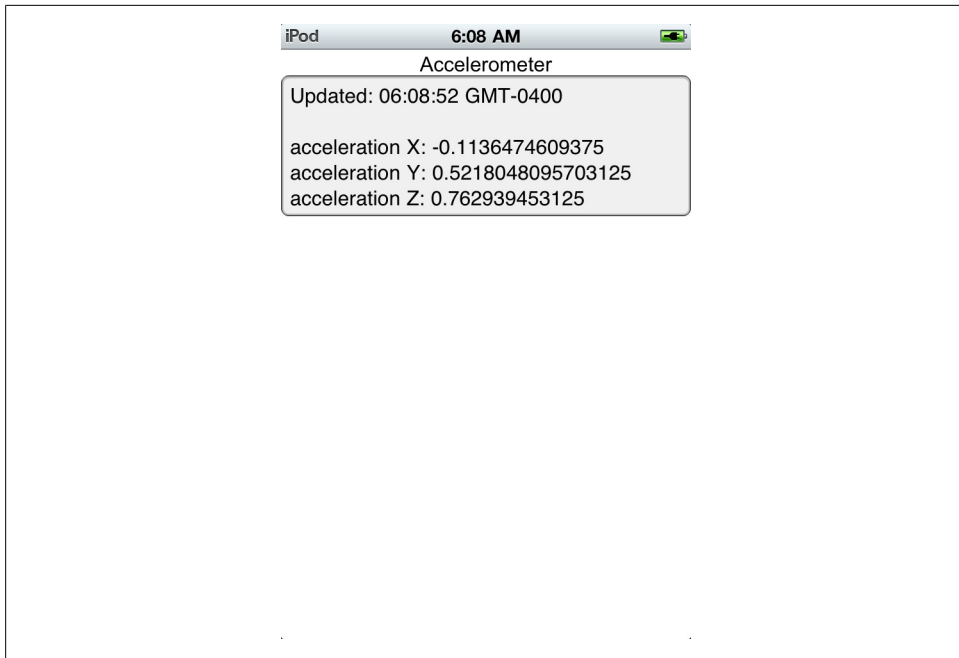 iPod 6:08 AM
Accelerometer
Updated: 06:08:52 GMT-0400
acceleration X: -0.1136474609375
acceleration Y: 0.5218048095703125
acceleration Z: 0.762939453125